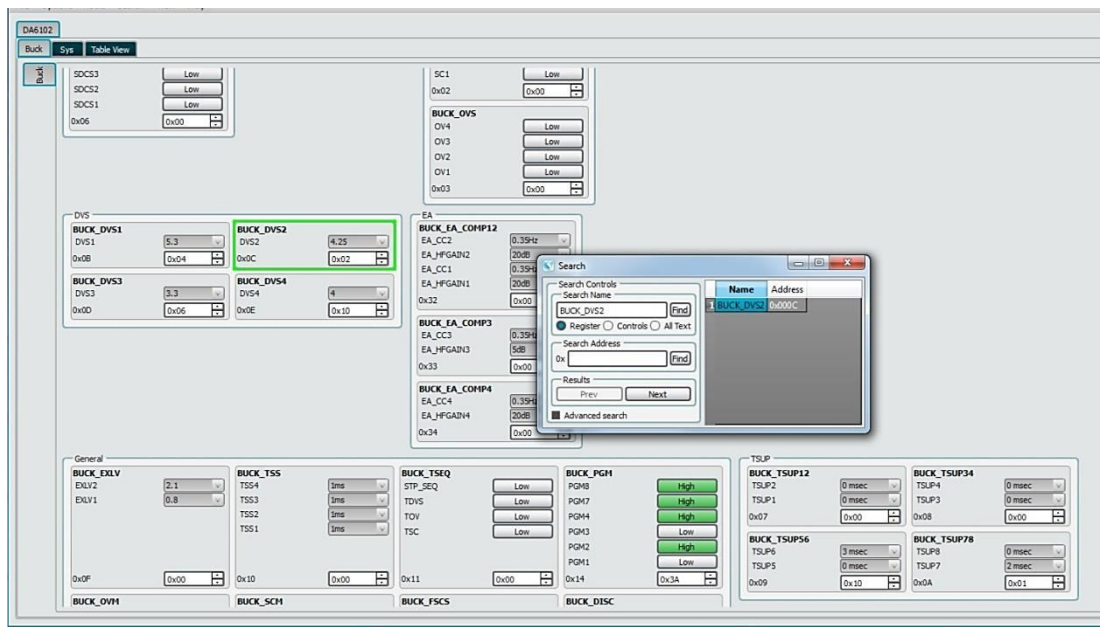 DA6102
Buck Sys Table View
Buck
SDCS3 Low
SDCS2 Low
SDCS1 Low
0x06 0x00
SC1 Low
0x02 0x00
BUCK_OVS
OV4 Low
OV3 Low
OV2 Low
OV1 Low
0x03 0x00
DVS
BUCK_DVS1
DVS1 5.3
0x0B 0x04
BUCK_DVS2
DVS2 4.25
0x0C 0x02
BUCK_DVS3
DVS3 3.3
0x0D 0x06
BUCK_DVS4
DVS4 4
0x0E 0x10
EA
BUCK_EA_COMP12
EA_CC2 0.35Hz
EA_HFGAIN2 20dB
EA_CC1 0.35Hz
EA_HFGAIN1 20dB
0x32 0x00
BUCK_EA_COMP3
EA_CC3 0.35Hz
EA_HFGAIN3 5dB
0x33 0x00
BUCK_EA_COMP4
EA_CC4 0.35Hz
EA_HFGAIN4 20dB
0x34 0x00
Search
Search Controls
Search Name
BUCK_DVS2 Find
Register Controls All Text
Search Address
0x Find
Results
Prev Next
Advanced search
Name Address
1 BUCK_DVS2 0x000C
General
BUCK_EXLV
EXLV2 2.1
EXLV1 0.8
0x0F 0x00
BUCK_TSS
TSS4 1ms
TSS3 1ms
TSS2 1ms
TSS1 1ms
0x10 0x00
BUCK_TSEQ
STP_SEQ Low
TDVS Low
TOV Low
TSC Low
0x11 0x00
BUCK_PGM
PGM8 High
PGM7 High
PGM4 High
PGM3 Low
PGM2 High
PGM1 Low
0x14 0x3A
TSUP
BUCK_TSUP12
TSUP2 0 msec
TSUP1 0 msec
0x07 0x00
BUCK_TSUP34
TSUP4 0 msec
TSUP3 0 msec
0x08 0x00
BUCK_TSUP56
TSUP6 3 msec
TSUP5 0 msec
0x09 0x10
BUCK_TSUP78
TSUP8 0 msec
TSUP7 2 msec
0x0A 0x01
BUCK_OVM
BUCK_SCM
BUCK_FSCS
BUCK_DISC